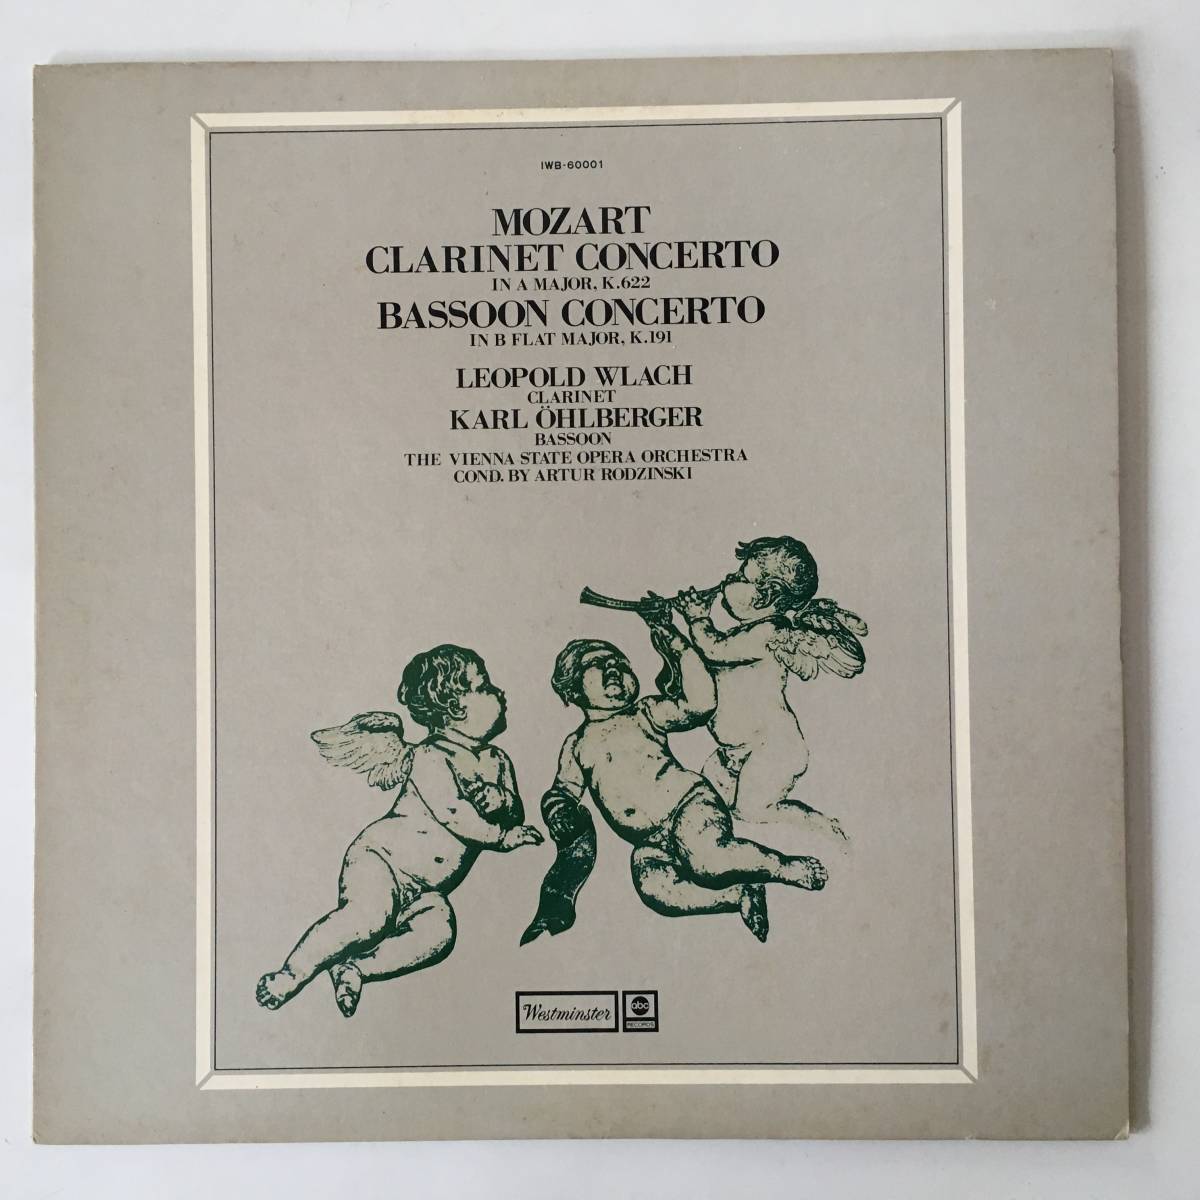 IWB-60001
MOZART
CLARINET CONCERTO
IN A MAJOR, K.622
BASSOON CONCERTO
IN B FLAT MAJOR, K.191
LEOPOLD WLACH
CLARINET
KARL ÖHLBERGER
BASSOON
THE VIENNA STATE OPERA ORCHESTRA
COND. BY ARTUR RODZINSKI
Westminster
abc
RECORDS